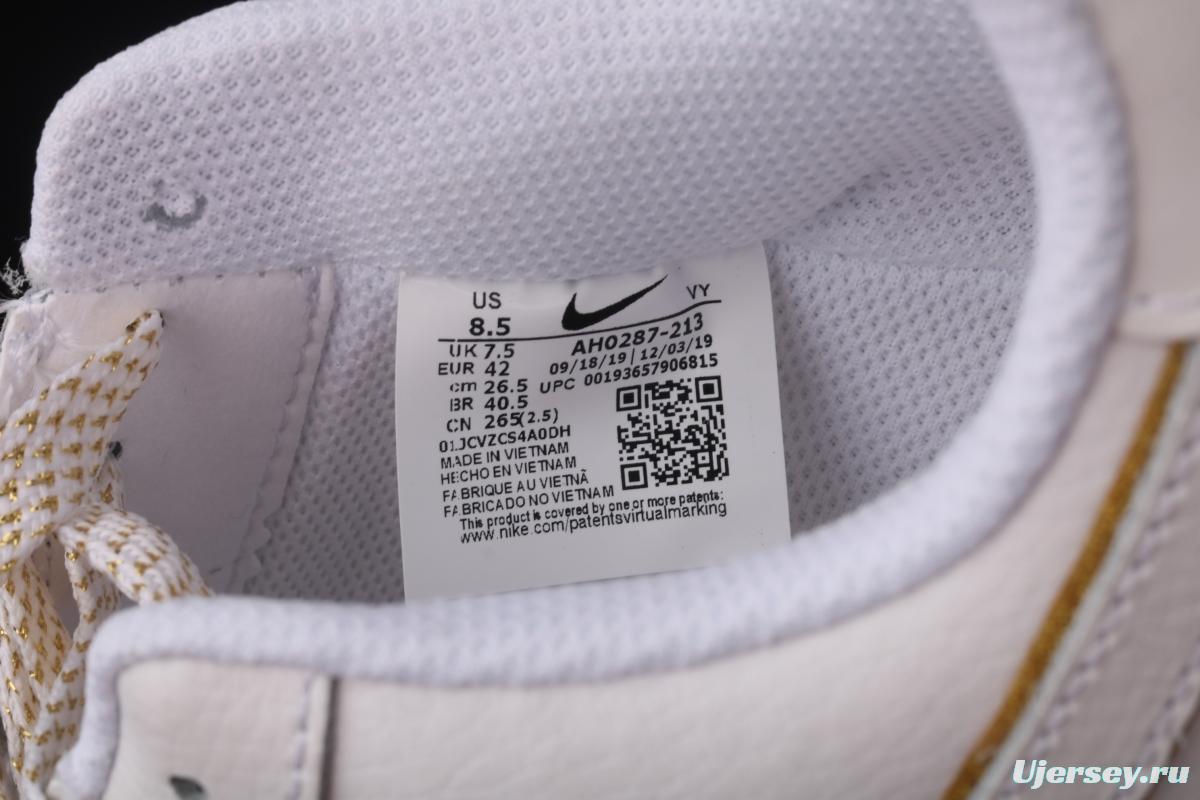 US VY
8.5 AH0287-213
UK 7.5 09/18/19 | 12/03/19
EUR 42 UPC 00193657906815
cm 26.5
BR 40.5
CN 265(2.5)
01JCVZCS4A0DH
MADE IN VIETNAM
HECHO EN VIETNAM
FABRIQUE AU VIETNÃ
FABRICADO NO VIETNAM
This product is covered by one or more patents:
www.nike.com/patentsvirtualmarking
Ujersey.ru